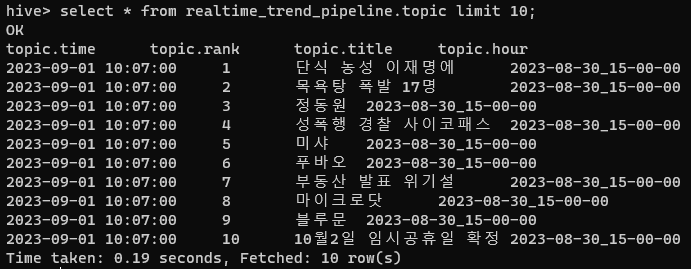 hive> select * from realtime_trend_pipeline.topic limit 10;
OK
topic.time topic.rank topic.title topic.hour
2023-09-01 10:07:00 1 단식 농성 이재명에 2023-08-30_15-00-00
2023-09-01 10:07:00 2 목욕탕 폭발 17명 2023-08-30_15-00-00
2023-09-01 10:07:00 3 정동원 2023-08-30_15-00-00
2023-09-01 10:07:00 4 성폭행 경찰 사이코패스 2023-08-30_15-00-00
2023-09-01 10:07:00 5 미샤 2023-08-30_15-00-00
2023-09-01 10:07:00 6 푸바오 2023-08-30_15-00-00
2023-09-01 10:07:00 7 부동산 발표 위기설 2023-08-30_15-00-00
2023-09-01 10:07:00 8 마이크로닷 2023-08-30_15-00-00
2023-09-01 10:07:00 9 블루문 2023-08-30_15-00-00
2023-09-01 10:07:00 10 10월2일 임시공휴일 확정 2023-08-30_15-00-00
Time taken: 0.19 seconds, Fetched: 10 row(s)